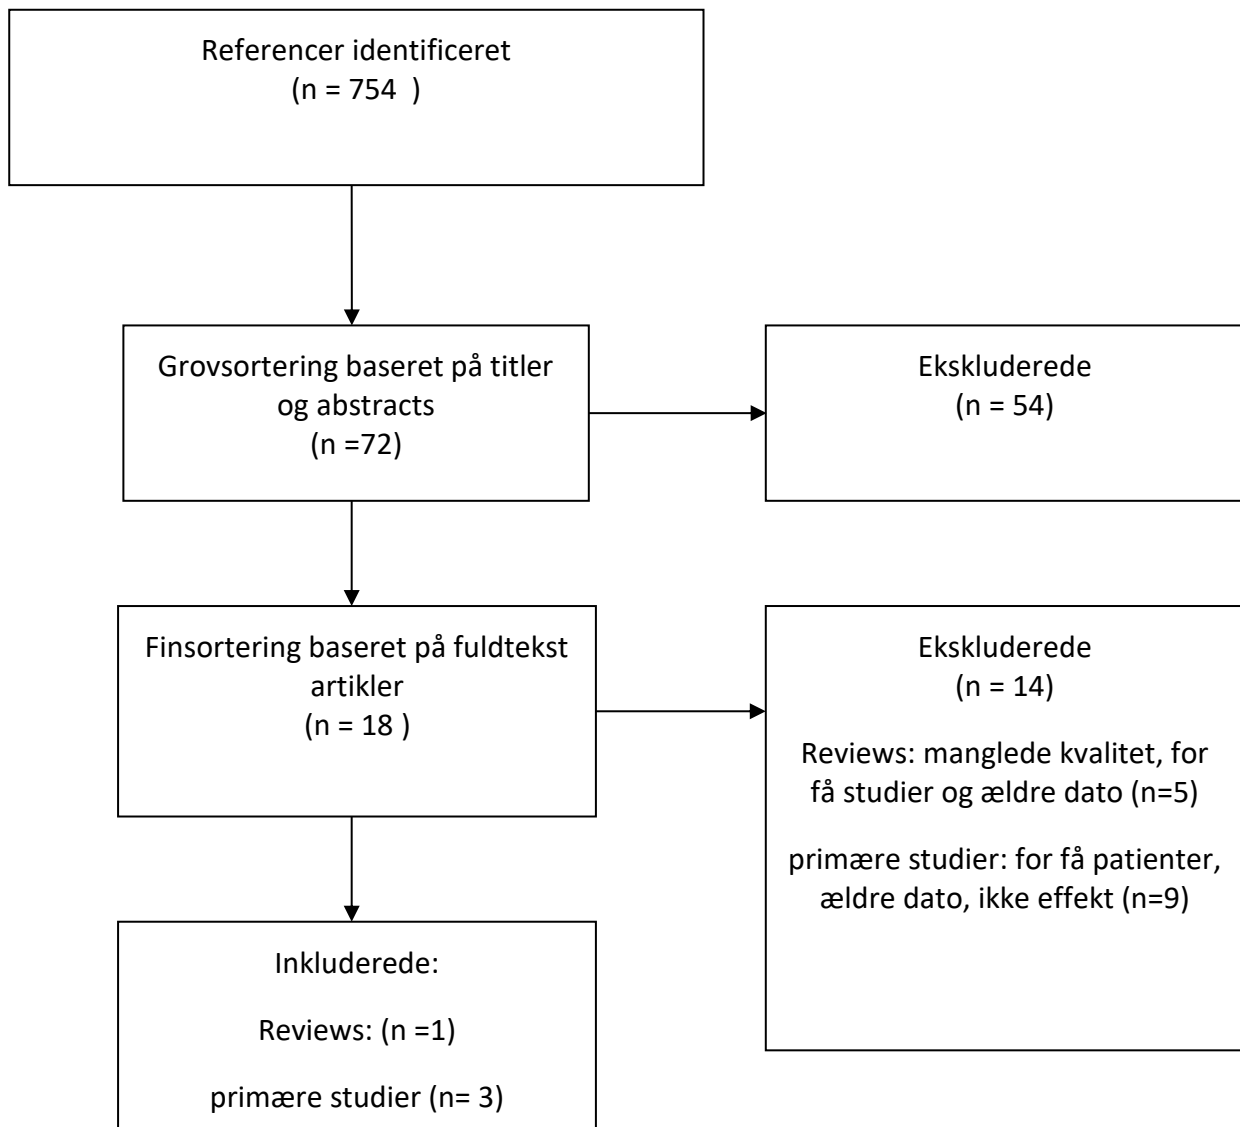 Referencer identificeret
(n = 754  )
Grovsortering baseret på titler
og abstracts
(n =72)
Ekskluderede
(n = 54)
Finsortering baseret på fuldtekst
artikler
(n = 18 )
Ekskluderede
(n = 14)
Reviews: manglede kvalitet, for
få studier og ældre dato (n=5)
primære studier: for få patienter,
ældre dato, ikke effekt (n=9)
Inkluderede:
Reviews: (n =1)
primære studier (n= 3)